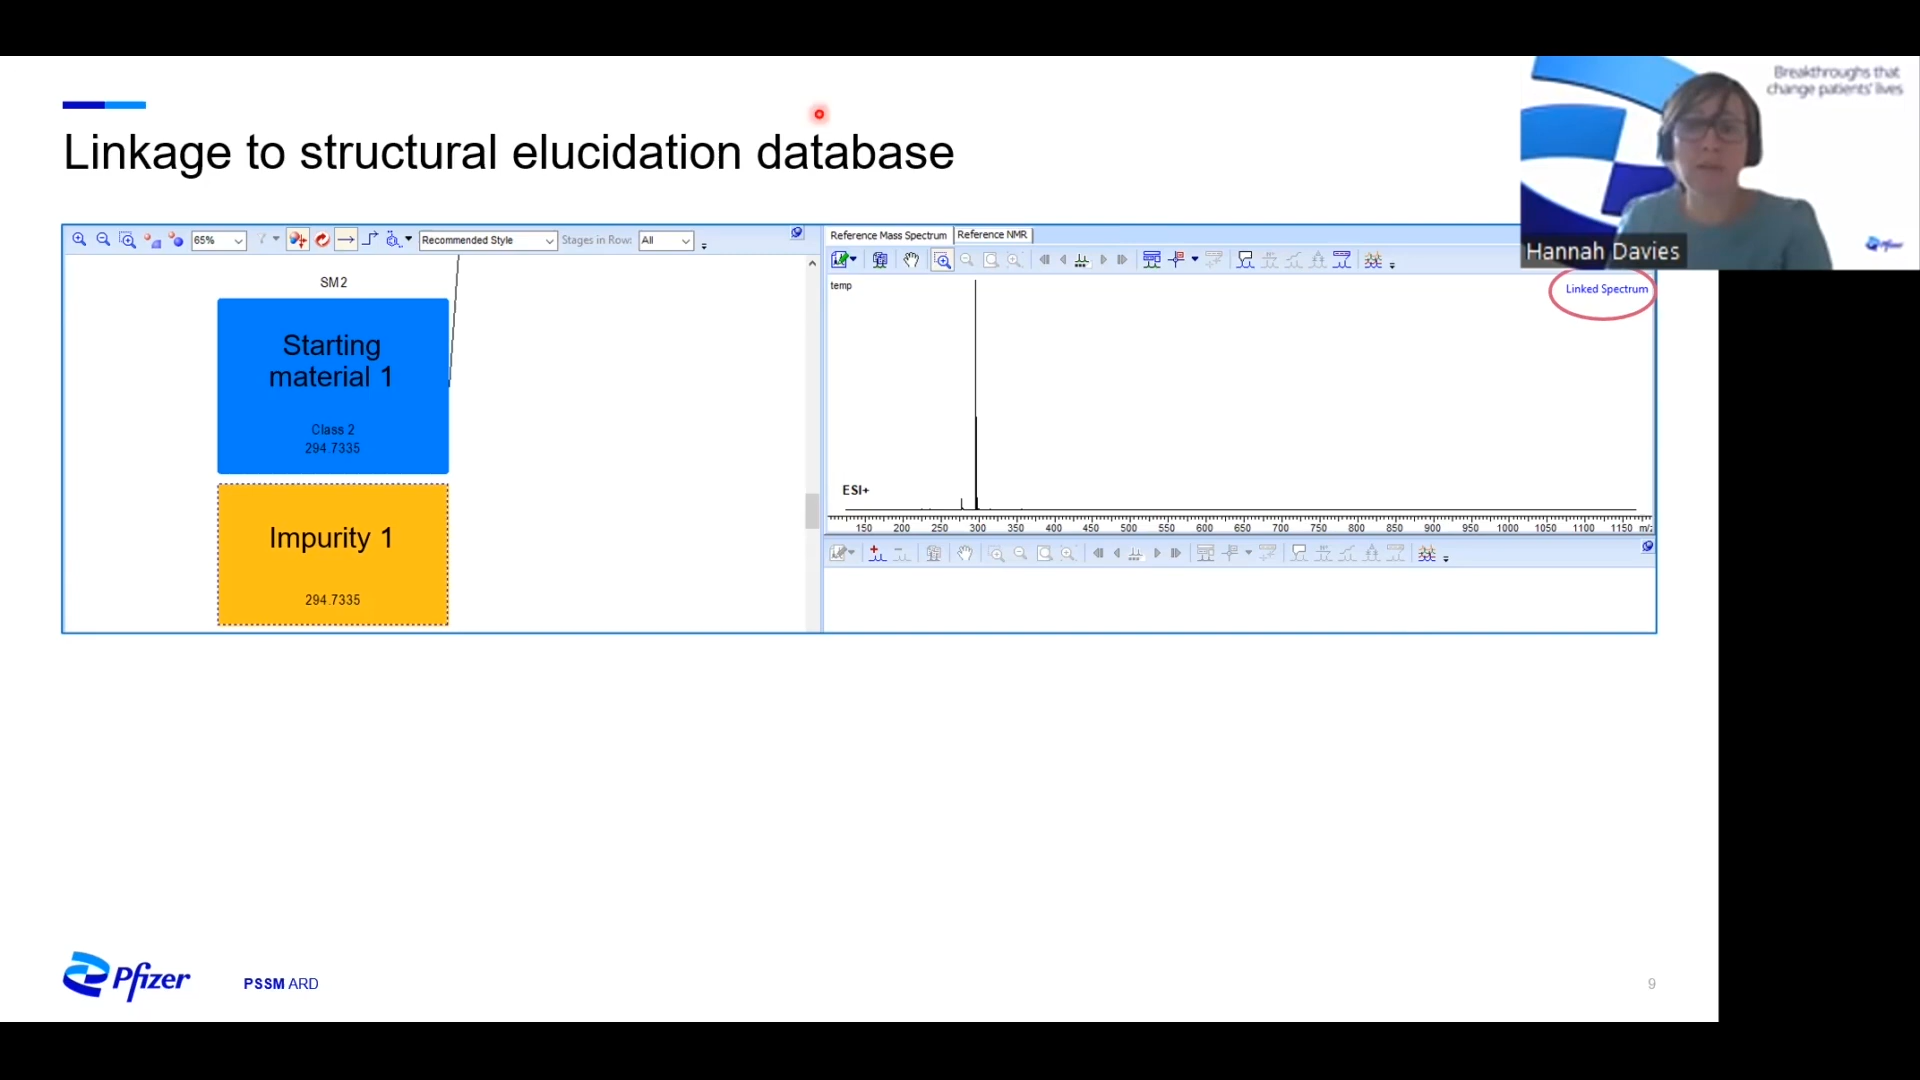 Breakthroughs that
change patients' lives
Hannah Davies
Pfizer
Linkage to structural elucidation database
65%
Recommended Style
Stages in Row:
All
SM2
Starting
material 1
Class 2
294.7335
Impurity 1
294.7335
Reference Mass Spectrum
Reference NMR
temp
Linked Spectrum
ESI+
150 200 250 300 350 400 450 500 550 600 650 700 750 800 850 900 950 1000 1050 1100 1150 m/z
Pfizer
PSSM ARD
9